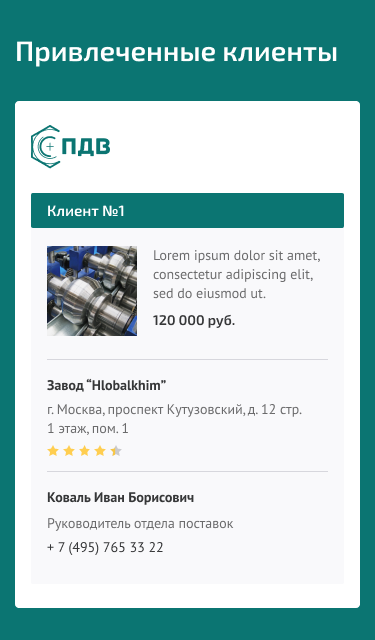 Привлеченные клиенты
ПДВ
Клиент №1
Lorem ipsum dolor sit amet,
consectetur adipiscing elit,
sed do eiusmod ut.
120 000 руб.
Завод “Hlobalkhim”
г. Москва, проспект Кутузовский, д. 12 стр.
1 этаж, пом. 1
Коваль Иван Борисович
Руководитель отдела поставок
+ 7 (495) 765 33 22